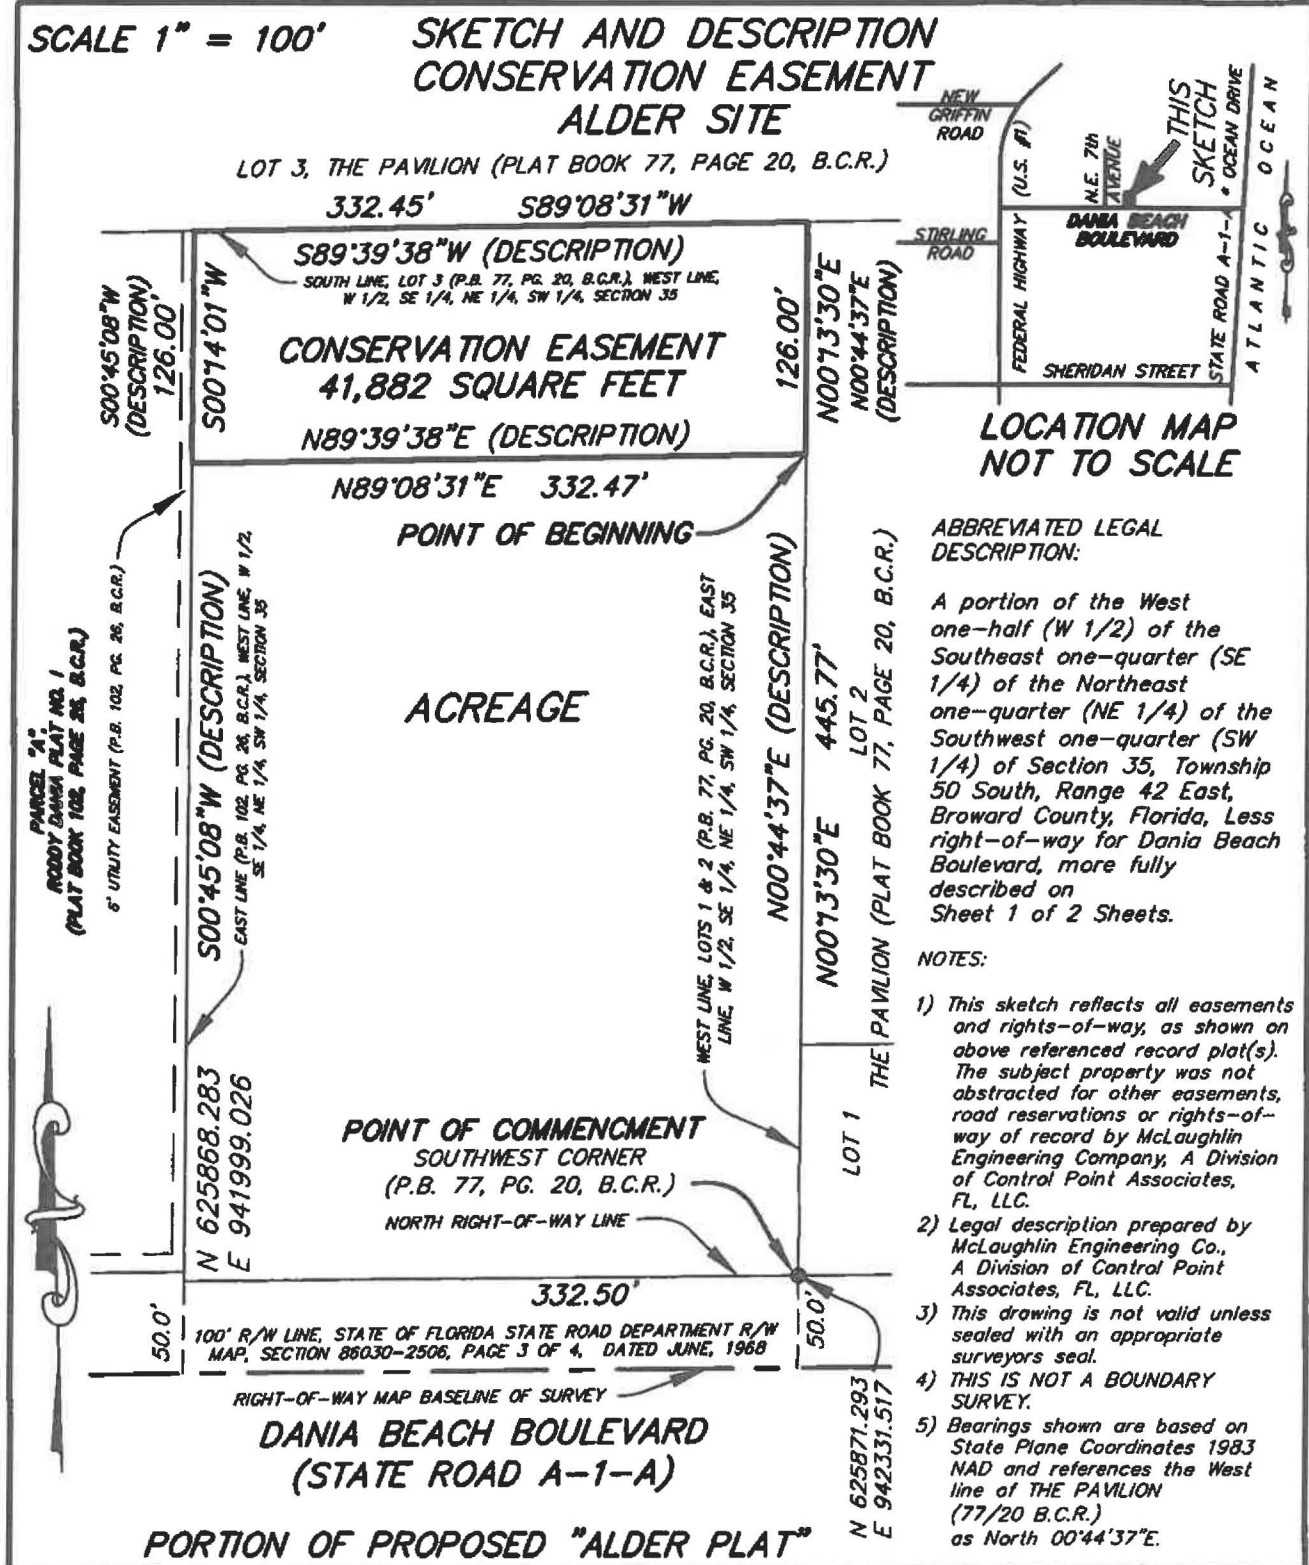 SCALE 1" = 100'
SKETCH AND DESCRIPTION
CONSERVATION EASEMENT
ALDER SITE
LOT 3, THE PAVILION (PLAT BOOK 77, PAGE 20, B.C.R.)
332.45' S89°08'31"W
S89°39'38"W (DESCRIPTION)
SOUTH LINE, LOT 3 (P.B. 77, PG. 20, B.C.R.), WEST LINE,
W 1/2, SE 1/4, NE 1/4, SW 1/4, SECTION 35
S00°45'08"W
(DESCRIPTION)
126.00'
S00°14'01"W
CONSERVATION EASEMENT
41,882 SQUARE FEET
126.00'
N00°13'30"E
N00°44'37"E
(DESCRIPTION)
N89°39'38"E (DESCRIPTION)
N89°08'31"E 332.47'
POINT OF BEGINNING
NEW
GRIFFIN
ROAD
STIRLING
ROAD
FEDERAL HIGHWAY (U.S. #1)
N.E. 7th
AVENUE
THIS
SKETCH
DANIA BEACH
BOULEVARD
STATE ROAD A-1-A * OCEAN DRIVE
ATLANTIC OCEAN
SHERIDAN STREET
LOCATION MAP
NOT TO SCALE
PARCEL "A",
RODDY DANIA PLAT NO. 1
(PLAT BOOK 102, PAGE 26, B.C.R.)
6' UTILITY EASEMENT (P.B. 102, PG. 26, B.C.R.)
S00°45'08"W (DESCRIPTION)
EAST LINE (P.B. 102, PG. 26, B.C.R.), WEST LINE, W 1/2,
SE 1/4, NE 1/4, SW 1/4, SECTION 35
ACREAGE
WEST LINE, LOTS 1 & 2 (P.B. 77, PG. 20, B.C.R.), EAST
LINE, W 1/2, SE 1/4, NE 1/4, SW 1/4, SECTION 35
N00°44'37"E (DESCRIPTION)
N00°13'30"E 445.77'
LOT 2
THE PAVILION (PLAT BOOK 77, PAGE 20, B.C.R.)
LOT 1
N 625868.283
E 941999.026
POINT OF COMMENCMENT
SOUTHWEST CORNER
(P.B. 77, PG. 20, B.C.R.)
NORTH RIGHT-OF-WAY LINE
332.50'
50.0'
100' R/W LINE, STATE OF FLORIDA STATE ROAD DEPARTMENT R/W
MAP, SECTION 86030-2506, PAGE 3 OF 4, DATED JUNE, 1968
50.0'
RIGHT-OF-WAY MAP BASELINE OF SURVEY
DANIA BEACH BOULEVARD
(STATE ROAD A-1-A)
N 625871.293
E 942331.517
PORTION OF PROPOSED "ALDER PLAT"
ABBREVIATED LEGAL
DESCRIPTION:
A portion of the West
one-half (W 1/2) of the
Southeast one-quarter (SE
1/4) of the Northeast
one-quarter (NE 1/4) of the
Southwest one-quarter (SW
1/4) of Section 35, Township
50 South, Range 42 East,
Broward County, Florida, Less
right-of-way for Dania Beach
Boulevard, more fully
described on
Sheet 1 of 2 Sheets.
NOTES:
1) This sketch reflects all easements
and rights-of-way, as shown on
above referenced record plat(s).
The subject property was not
abstracted for other easements,
road reservations or rights-of-
way of record by McLaughlin
Engineering Company, A Division
of Control Point Associates,
FL, LLC.
2) Legal description prepared by
McLaughlin Engineering Co.,
A Division of Control Point
Associates, FL, LLC.
3) This drawing is not valid unless
sealed with an appropriate
surveyors seal.
4) THIS IS NOT A BOUNDARY
SURVEY.
5) Bearings shown are based on
State Plane Coordinates 1983
NAD and references the West
line of THE PAVILION
(77/20 B.C.R.)
as North 00°44'37"E.